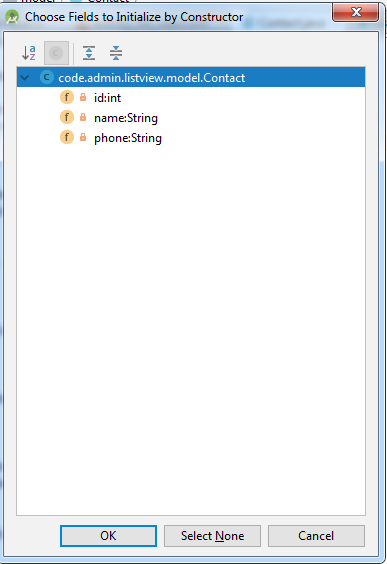 Choose Fields to Initialize by Constructor
code.admin.listview.model.Contact
id:int
name:String
phone:String
OK
Select None
Cancel